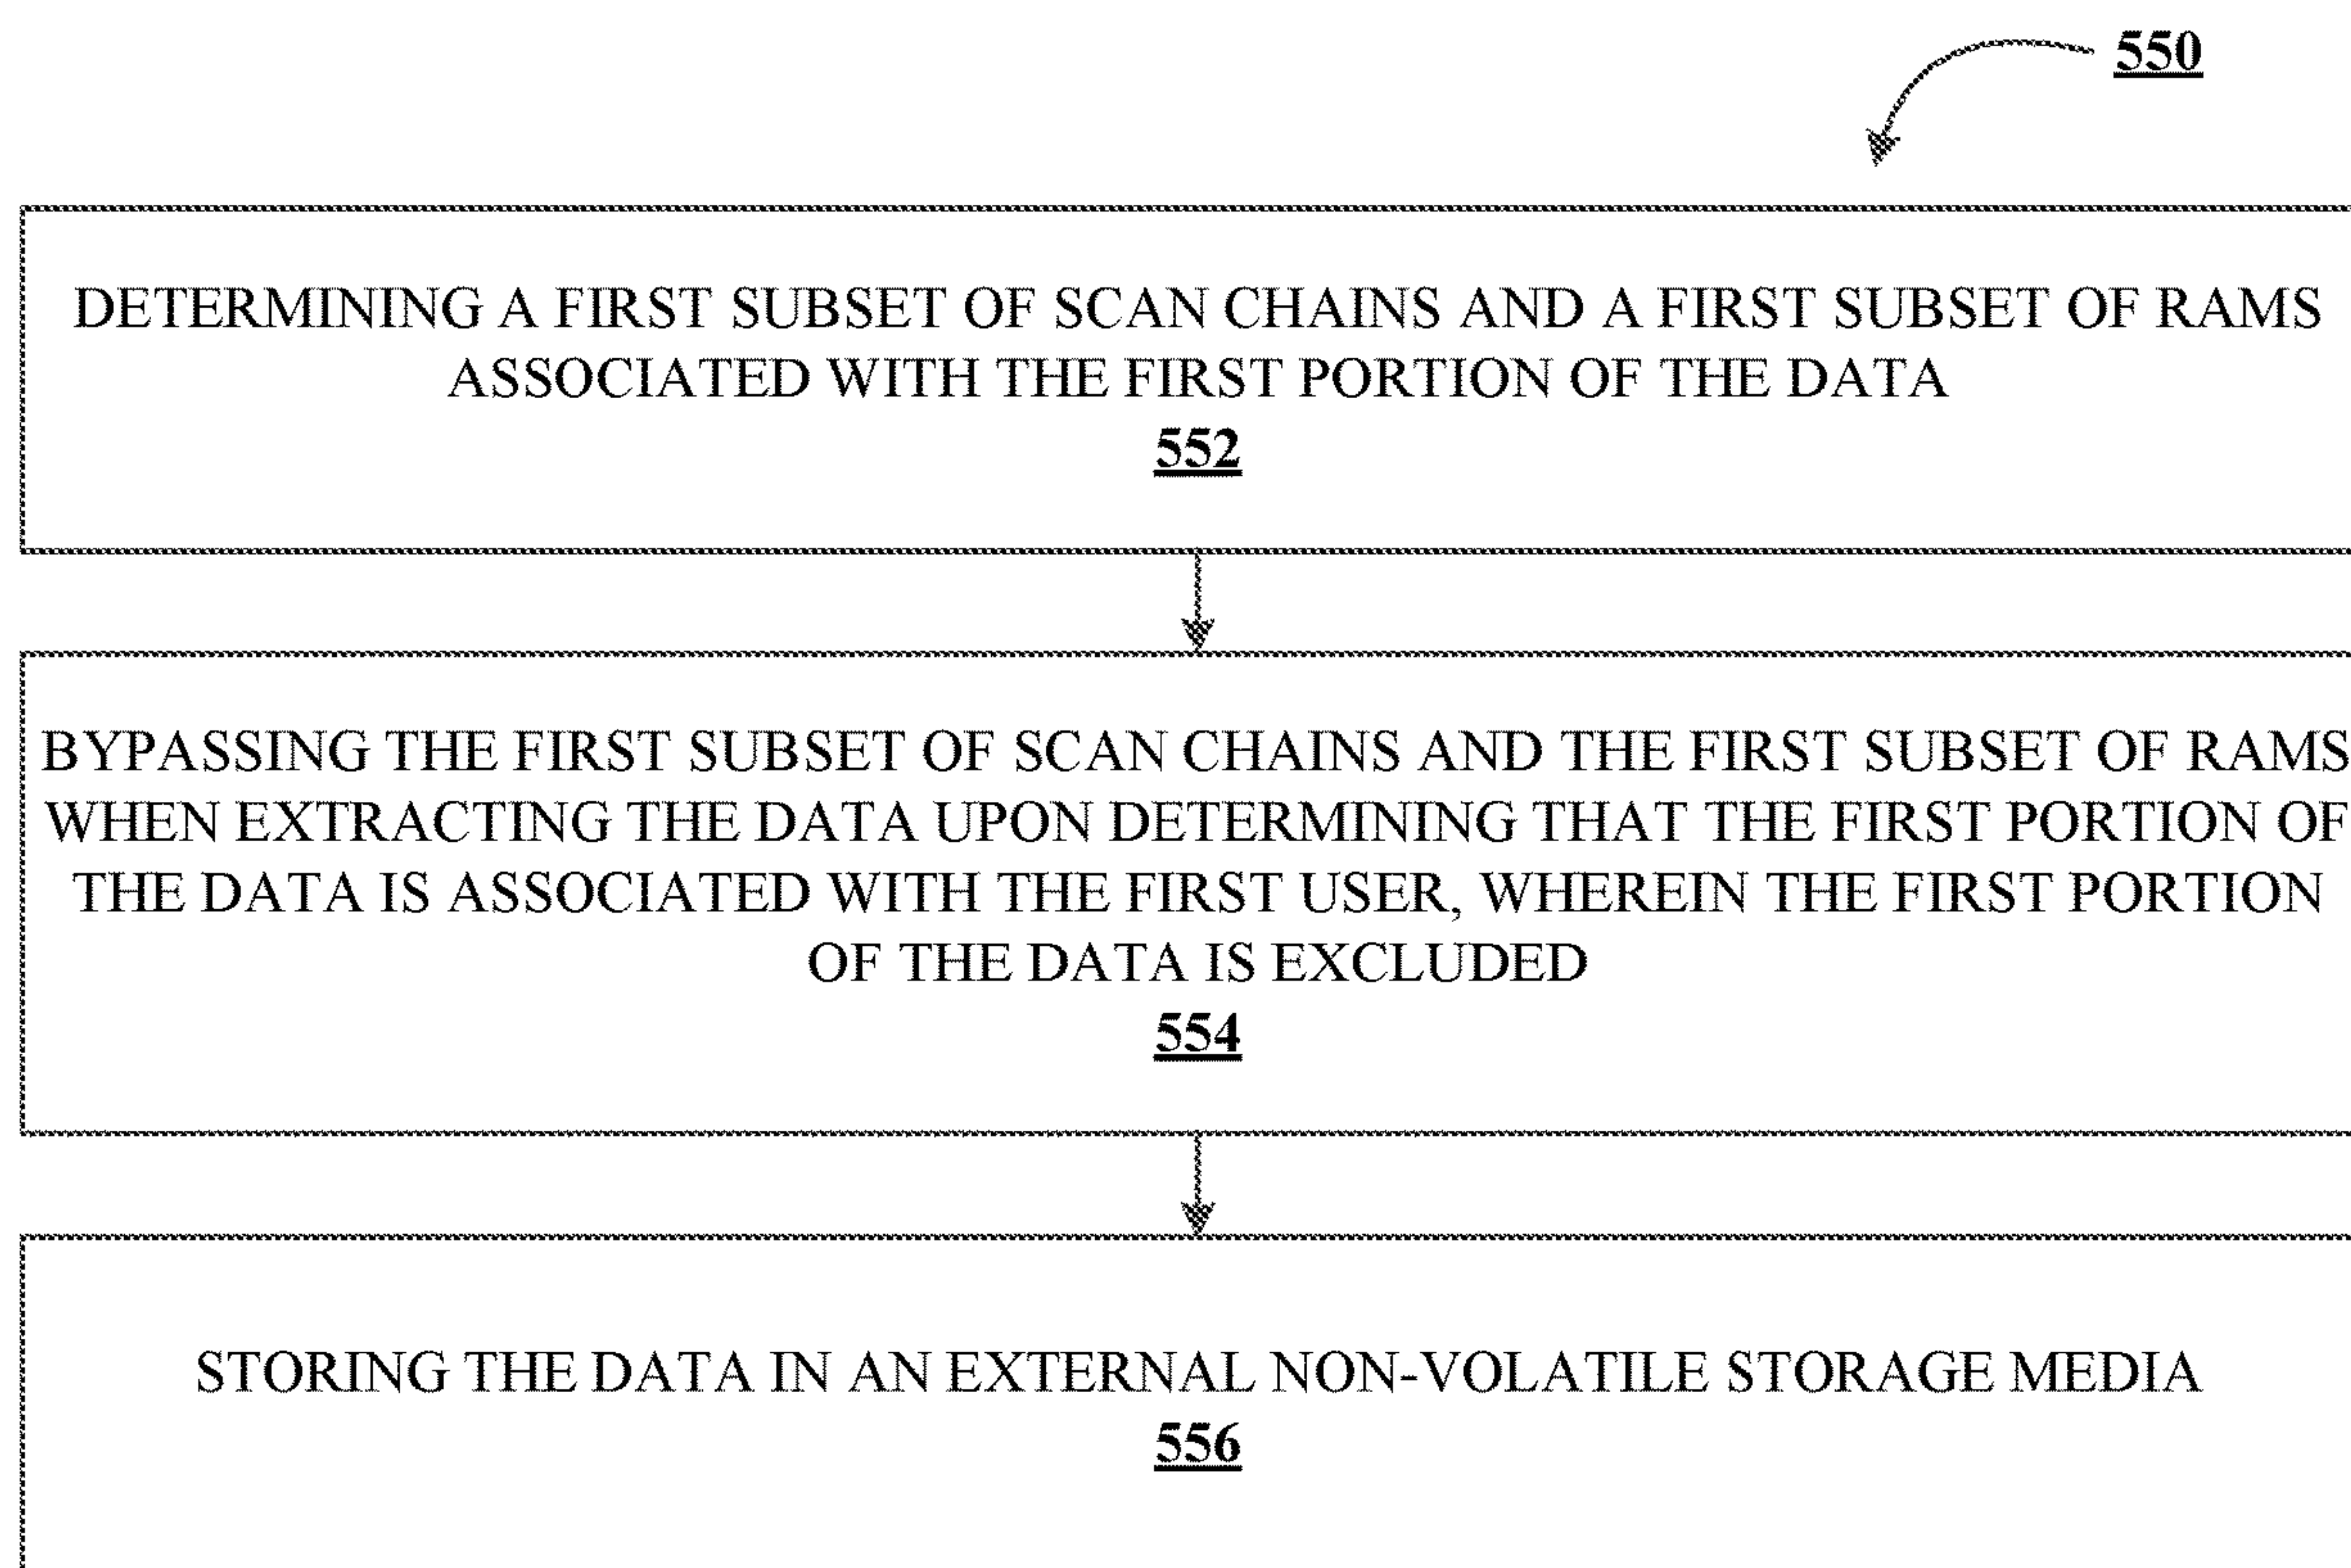 550
DETERMINING A FIRST SUBSET OF SCAN CHAINS AND A FIRST SUBSET OF RAMS
ASSOCIATED WITH THE FIRST PORTION OF THE DATA
552
BYPASSING THE FIRST SUBSET OF SCAN CHAINS AND THE FIRST SUBSET OF RAMS
WHEN EXTRACTING THE DATA UPON DETERMINING THAT THE FIRST PORTION OF
THE DATA IS ASSOCIATED WITH THE FIRST USER, WHEREIN THE FIRST PORTION
OF THE DATA IS EXCLUDED
554
STORING THE DATA IN AN EXTERNAL NON-VOLATILE STORAGE MEDIA
556